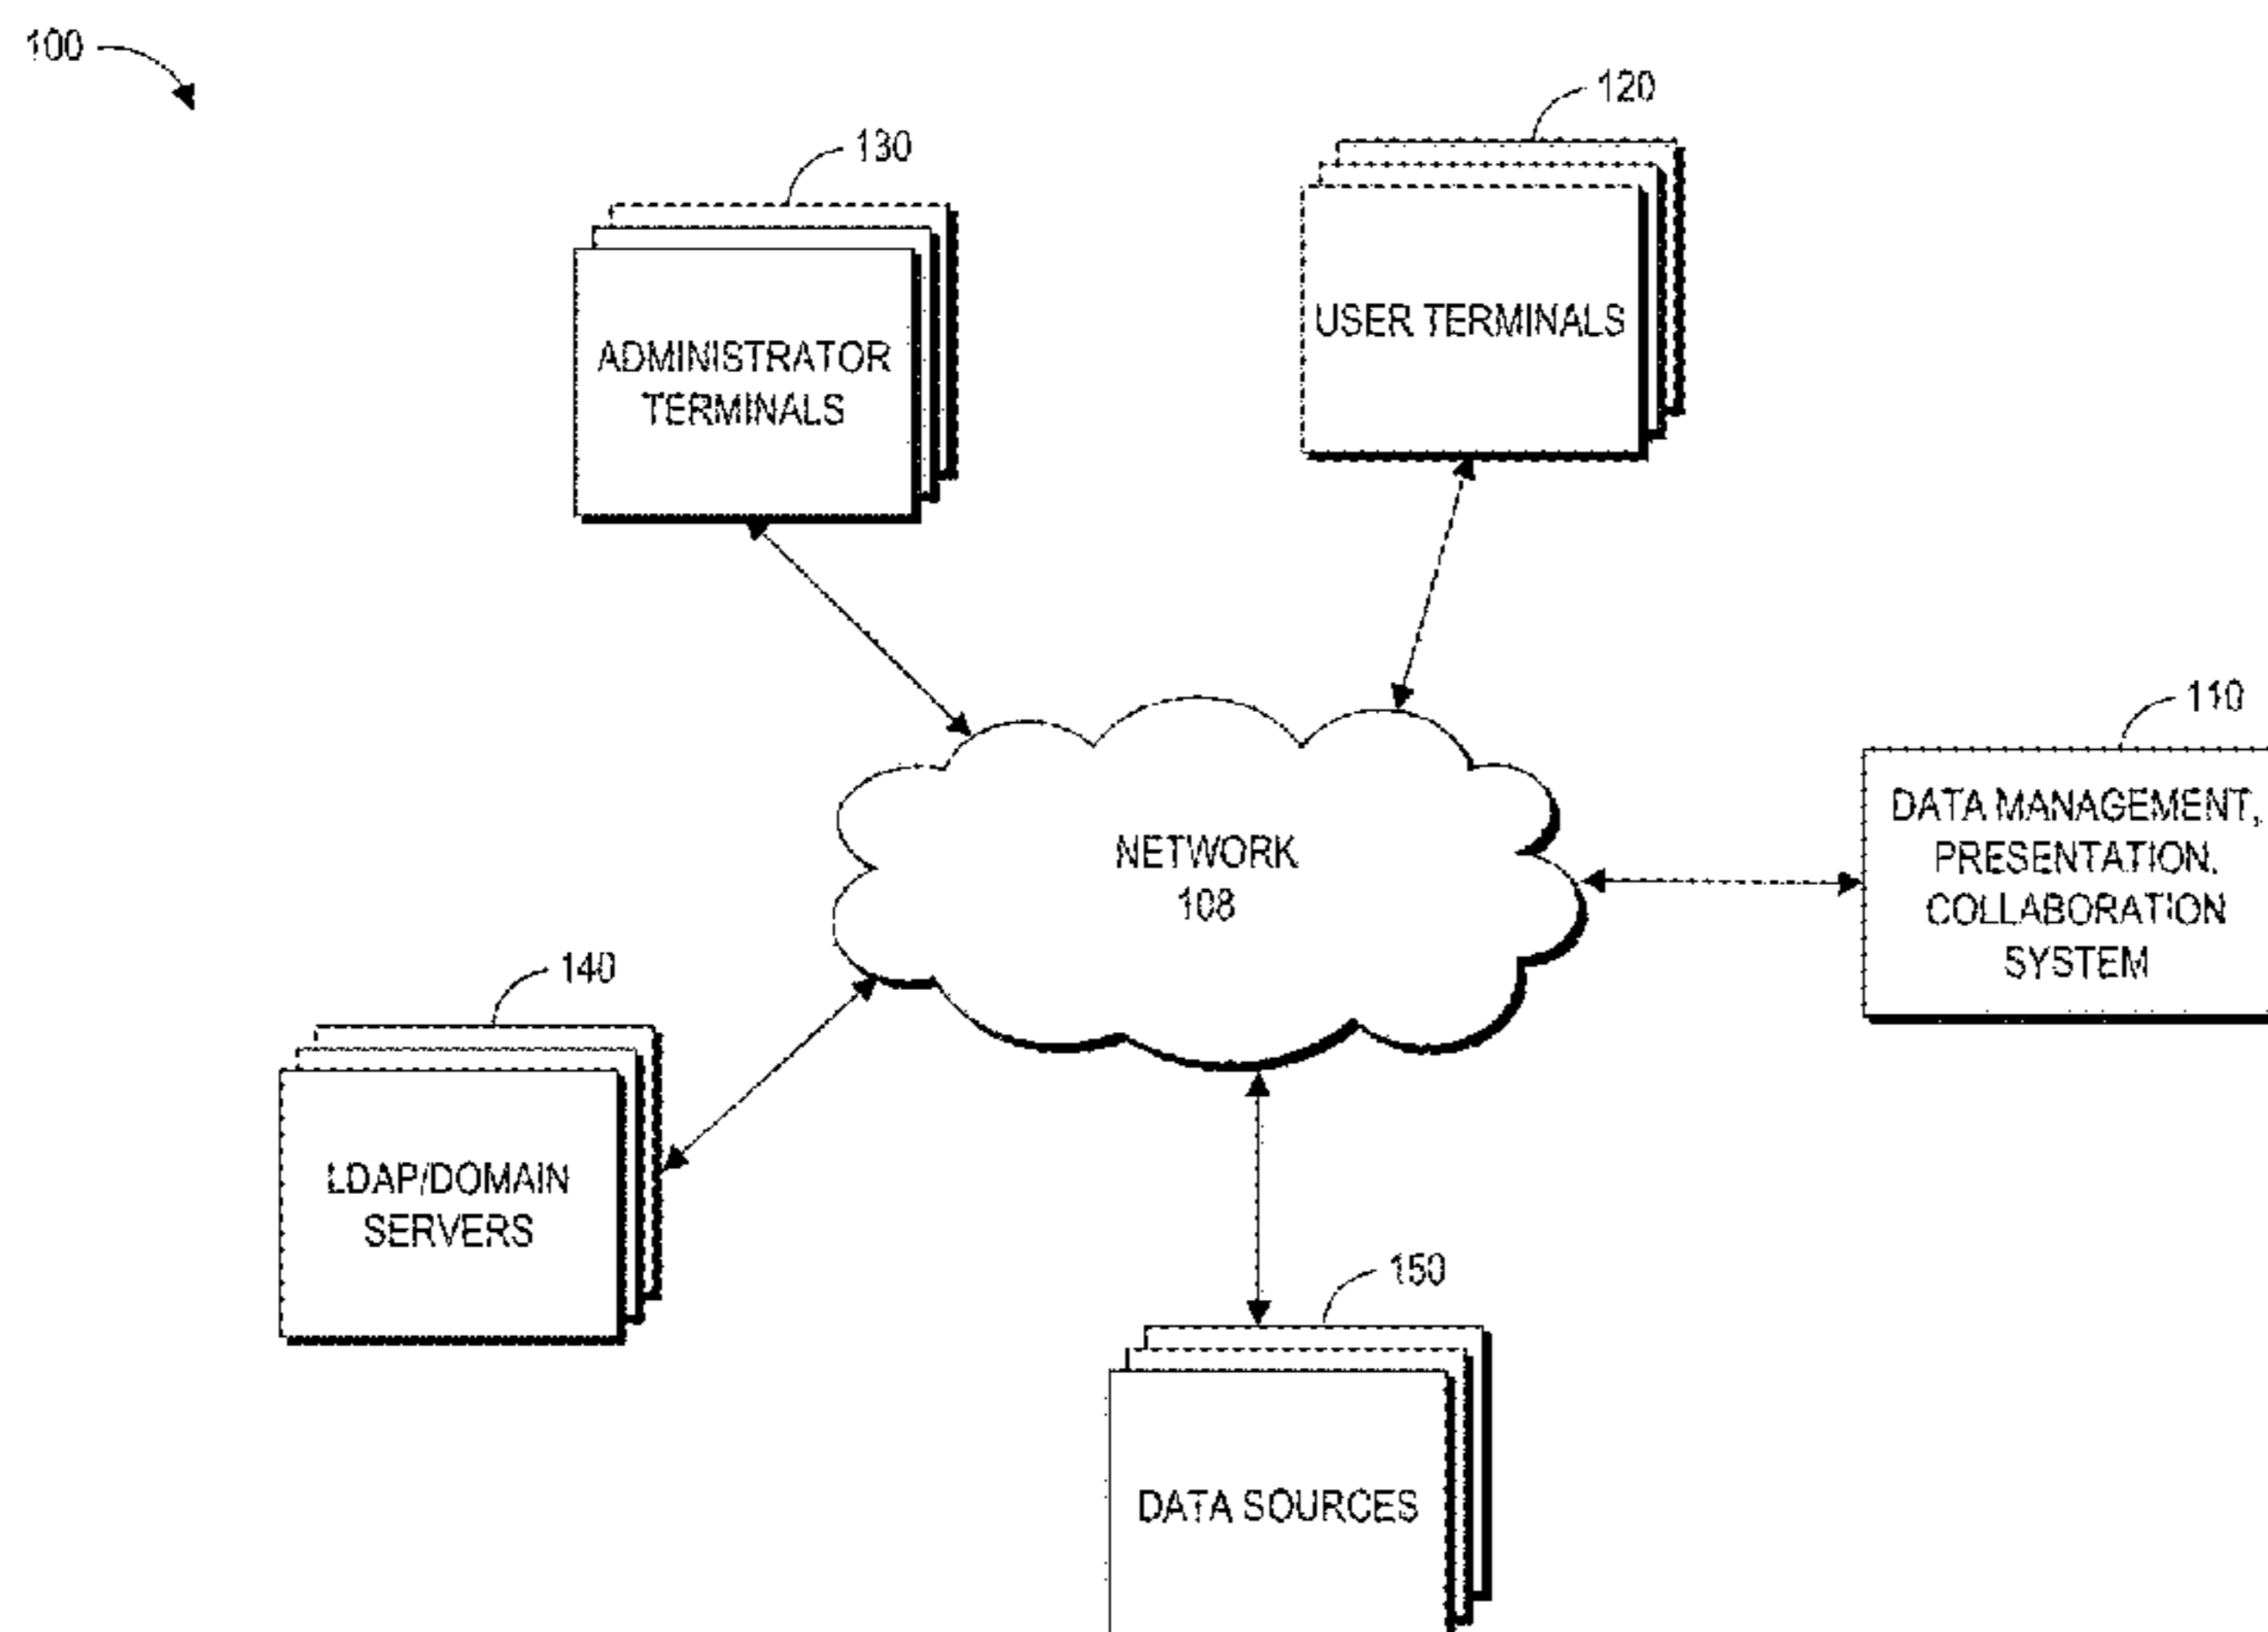 100
120
130
USER TERMINALS
ADMINISTRATOR
TERMINALS
110
DATA MANAGEMENT,
PRESENTATION,
COLLABORATION
SYSTEM
NETWORK
108
140
LDAP/DOMAIN
SERVERS
150
DATA SOURCES